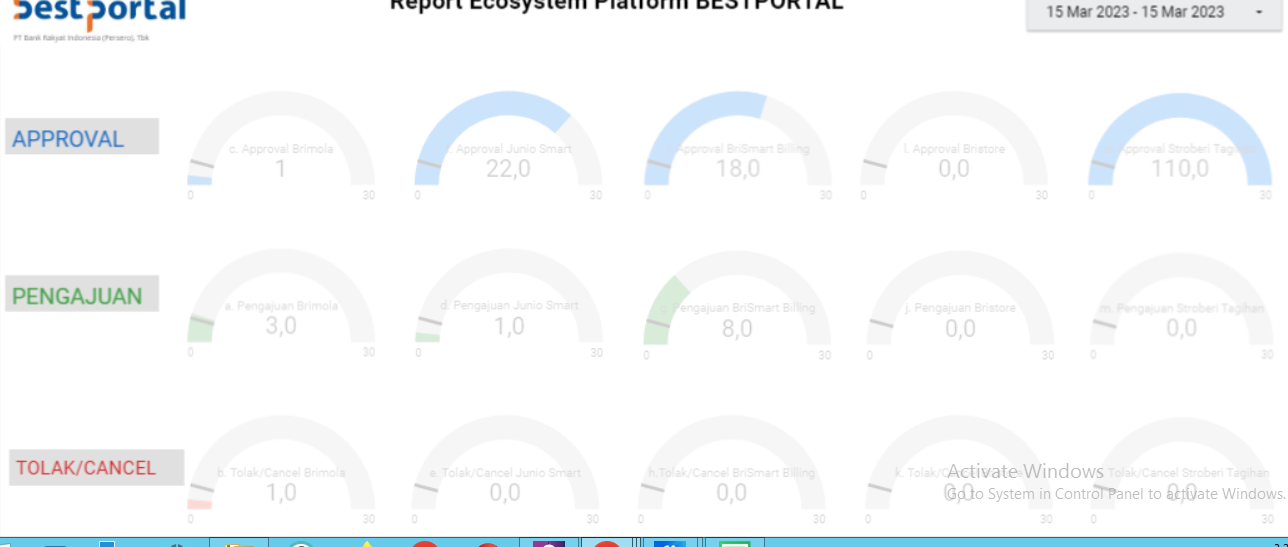 bestportal
Report Ecosystem Platform BESTPORTAL
15 Mar 2023 - 15 Mar 2023
PT Bank Rakyat Indonesia (Persero), Tbk
APPROVAL
c. Approval Brimola
1
0
30
Approval Junio Smart
22,0
0
30
Approval BriSmart Billing
18,0
0
30
l. Approval Bristore
0,0
0
30
Approval Stroberi
110,0
0
30
PENGAJUAN
a. Pengajuan Brimola
3,0
0
30
d. Pengajuan Junio Smart
1,0
0
30
Pengajuan BriSmart Billing
8,0
0
30
j. Pengajuan Bristore
0,0
0
30
m. Pengajuan Stroberi Tagihan
0,0
0
30
TOLAK/CANCEL
b. Tolak/Cancel Brimola
1,0
0
30
e. Tolak/Cancel Junio Smart
0,0
0
30
h.Tolak/Cancel BriSmart Billing
0,0
0
30
k.
0,0
0
30
Tolak/Cancel Stroberi Tagihan
0,0
0
30
Activate Windows
Go to System in Control Panel to activate Windows.